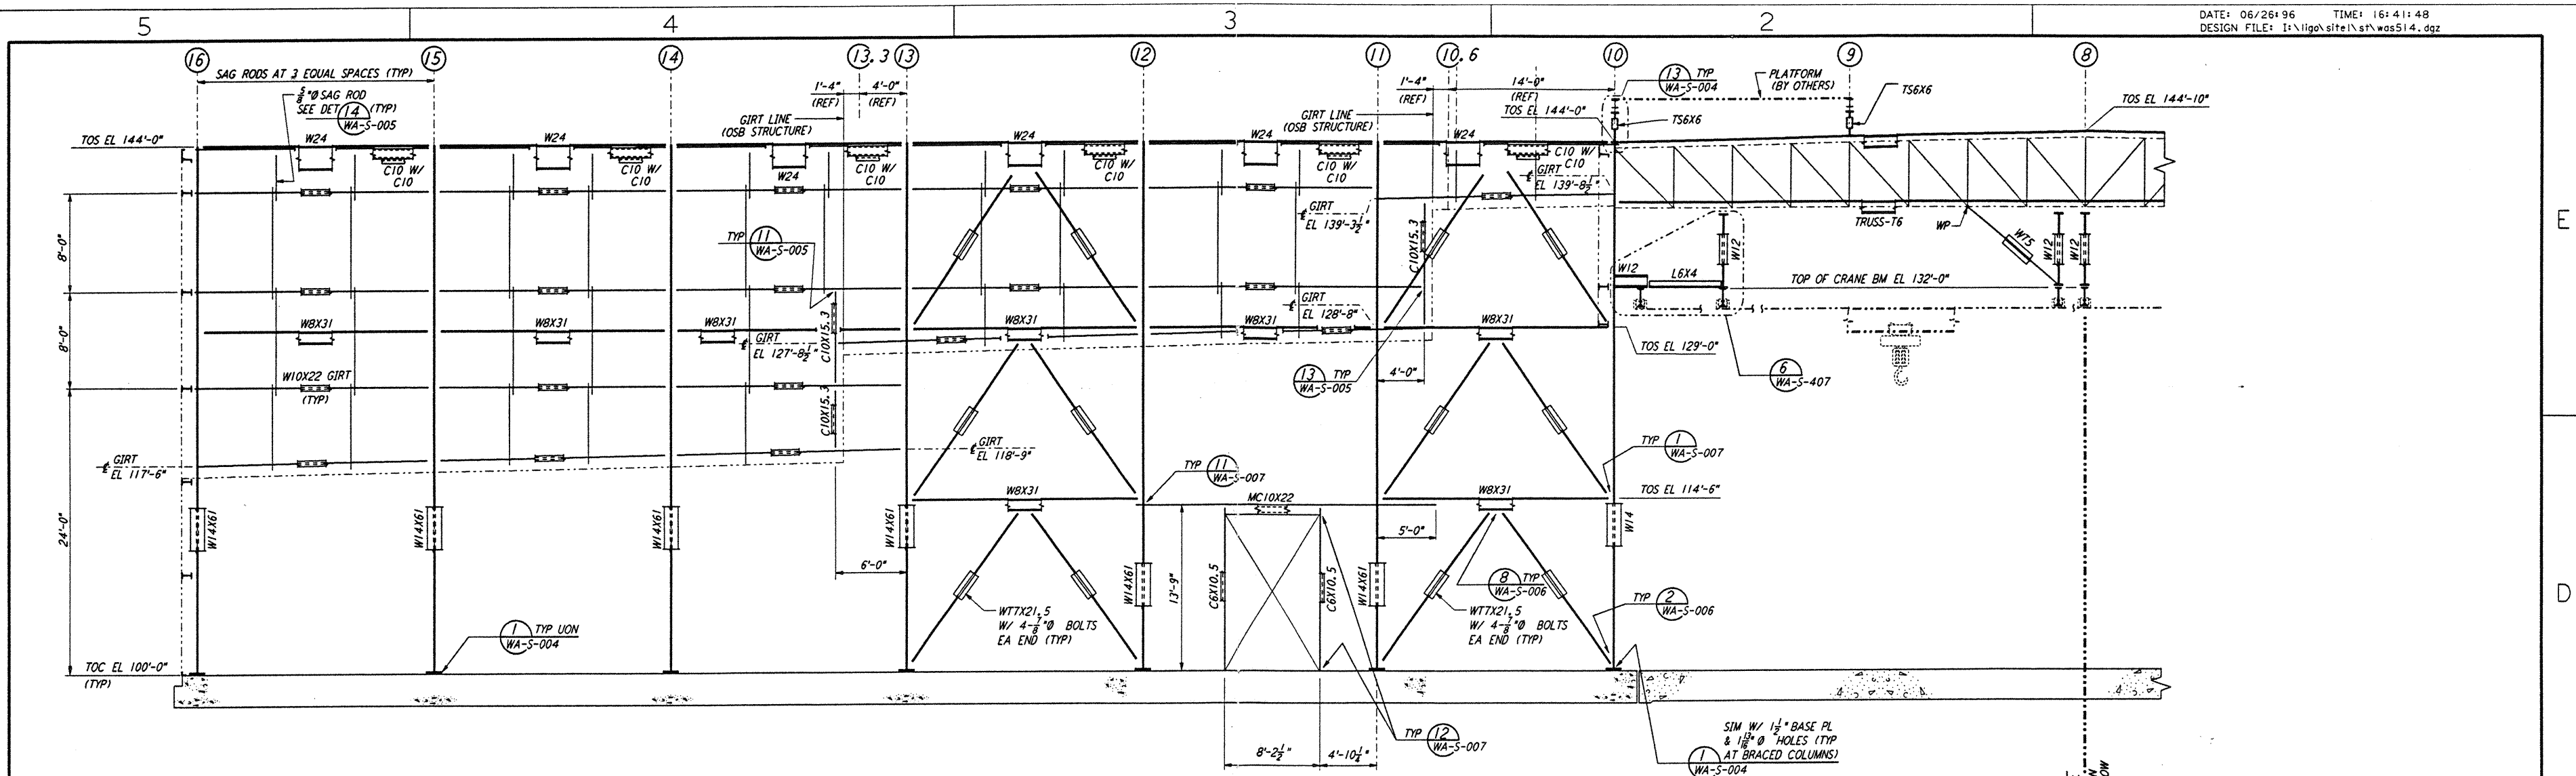 DATE: 06/26/96 TIME: 16:41:48
DESIGN FILE: I:\ligo\site1\st\was514.dgz
5
4
3
2
16
15
14
13.3
13
12
11
10.6
10
9
8
SAG RODS AT 3 EQUAL SPACES (TYP)
5/8"Ø SAG ROD
SEE DET 14 (TYP)
WA-S-005
1'-4"
(REF)
4'-0"
(REF)
GIRT LINE
(OSB STRUCTURE)
1'-4"
(REF)
14'-0"
(REF)
GIRT LINE
(OSB STRUCTURE)
TOS EL 144'-0"
13 TYP
WA-S-004
PLATFORM
(BY OTHERS)
TS6X6
TS6X6
TOS EL 144'-10"
TOS EL 144'-0"
W24
W24
W24
W24
W24
W24
C10 W/
C10
C10 W/
C10
C10 W/
C10
C10 W/
C10
C10 W/
C10
C10 W/
C10
GIRT
EL 139'-8 1/2"
GIRT
EL 139'-3 1/2"
TYP 11
WA-S-005
C10X15.3
TRUSS-T6
WP
WT5
W12
W12
W12
W12
L6X4
TOP OF CRANE BM EL 132'-0"
E
8'-0"
8'-0"
24'-0"
GIRT
EL 128'-8"
W8X31
W8X31
W8X31
W8X31
W8X31
W8X31
C10X15.3
GIRT
EL 127'-8 1/2"
TOS EL 129'-0"
W10X22 GIRT
(TYP)
C10X15.3
13 TYP
WA-S-005
4'-0"
6
WA-S-407
GIRT
EL 118'-9"
GIRT
EL 117'-6"
TYP 1
WA-S-007
TYP 11
WA-S-007
W8X31
MC10X22
W8X31
TOS EL 114'-6"
W14X61
W14X61
W14X61
W14X61
W14
5'-0"
6'-0"
W14X61
13'-9"
C6X10.5
C6X10.5
W14X61
8 TYP
WA-S-006
D
WT7X21.5
W/ 4-7/8"Ø BOLTS
EA END (TYP)
WT7X21.5
W/ 4-7/8"Ø BOLTS
EA END (TYP)
TYP 2
WA-S-006
1 TYP UON
WA-S-004
TOC EL 100'-0"
(TYP)
8'-2 1/2"
4'-10 1/4"
TYP 12
WA-S-007
SIM W/ 1 1/2" BASE PL
& 1 13/16"Ø HOLES (TYP
1 AT BRACED COLUMNS)
WA-S-004